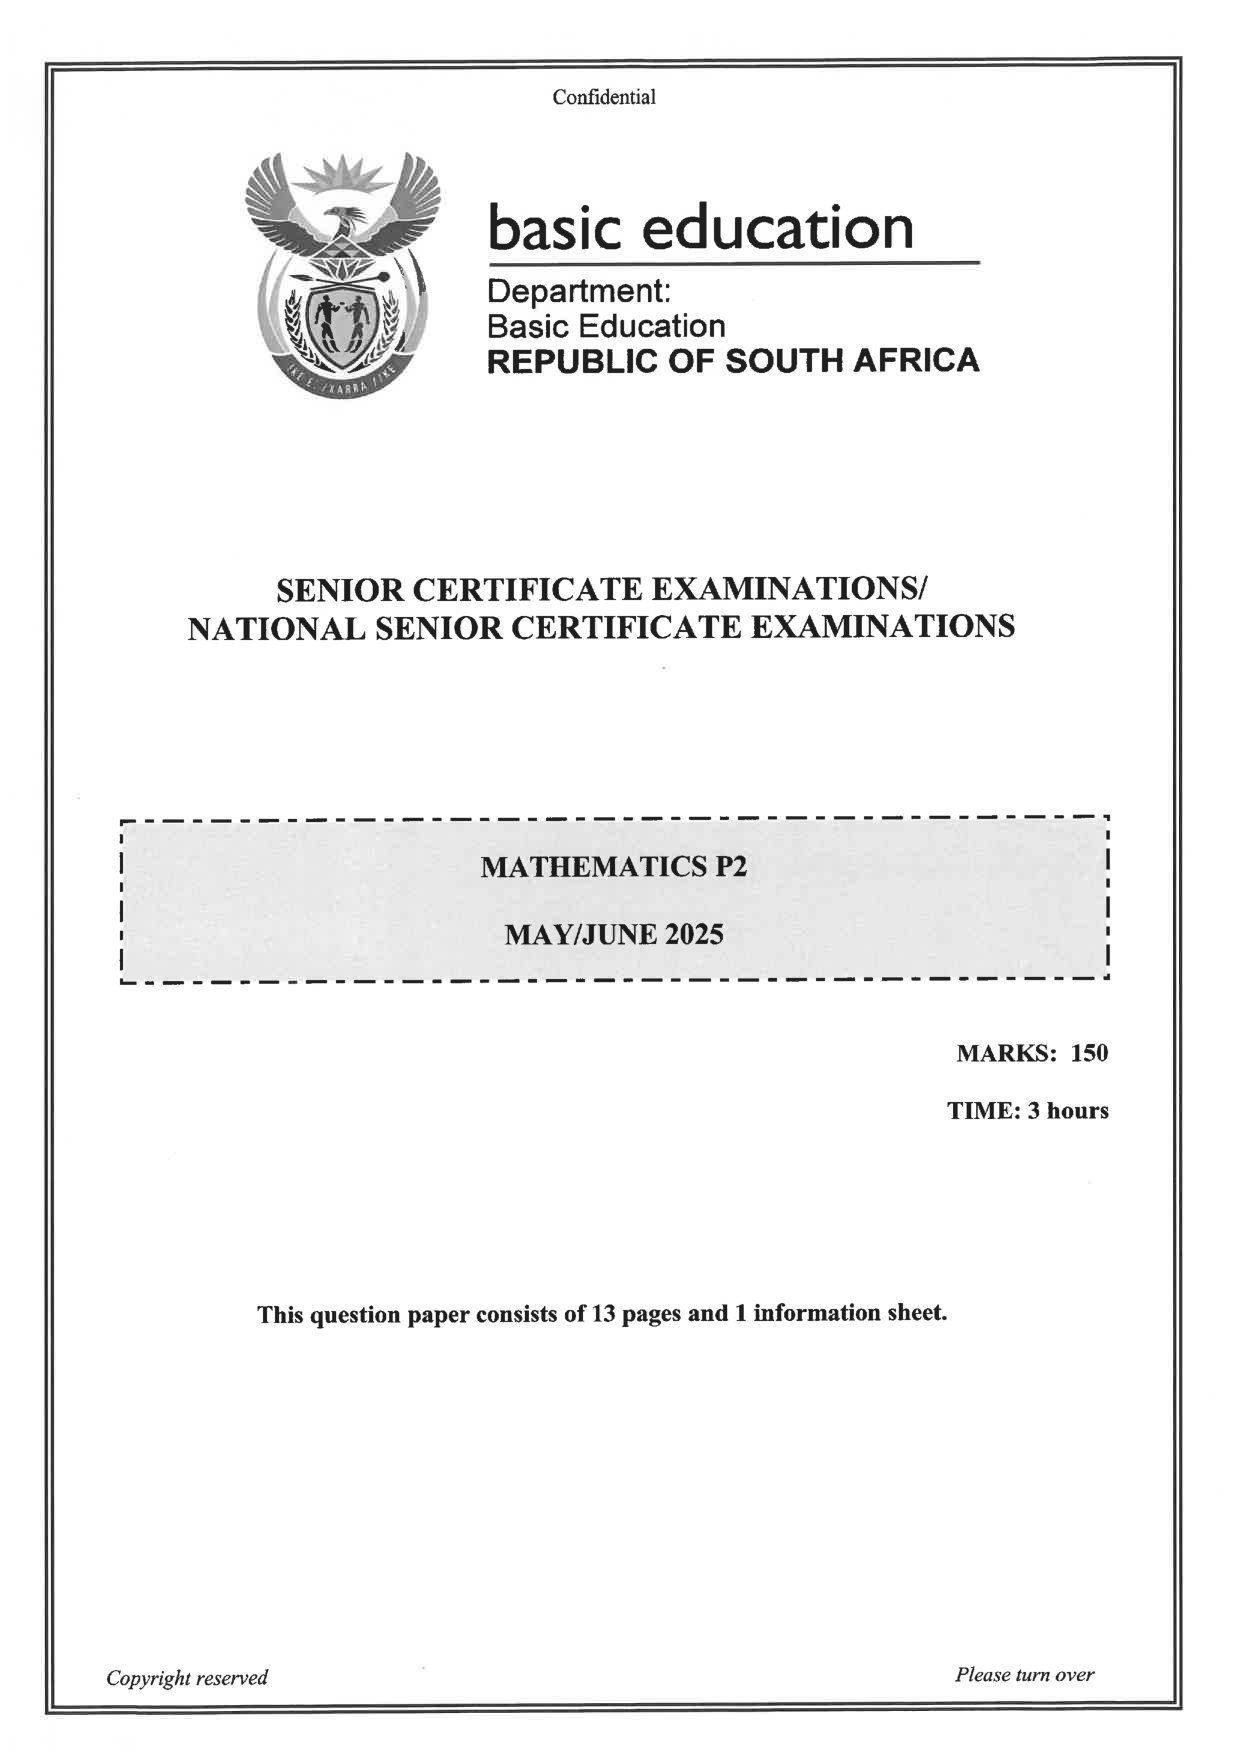 Confidential
basic education
Department:
Basic Education
REPUBLIC OF SOUTH AFRICA
SENIOR CERTIFICATE EXAMINATIONS/
NATIONAL SENIOR CERTIFICATE EXAMINATIONS
MATHEMATICS P2
MAY/JUNE 2025
MARKS: 150
TIME: 3 hours
This question paper consists of 13 pages and 1 information sheet.
Copyright reserved
Please turn over